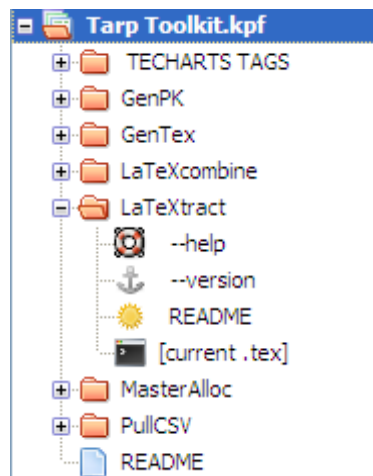 Tarp Toolkit.kpf
TECHARTS TAGS
GenPK
GenTex
LaTeXcombine
LaTeXtract
--help
--version
README
[current .tex]
MasterAlloc
PullCSV
README